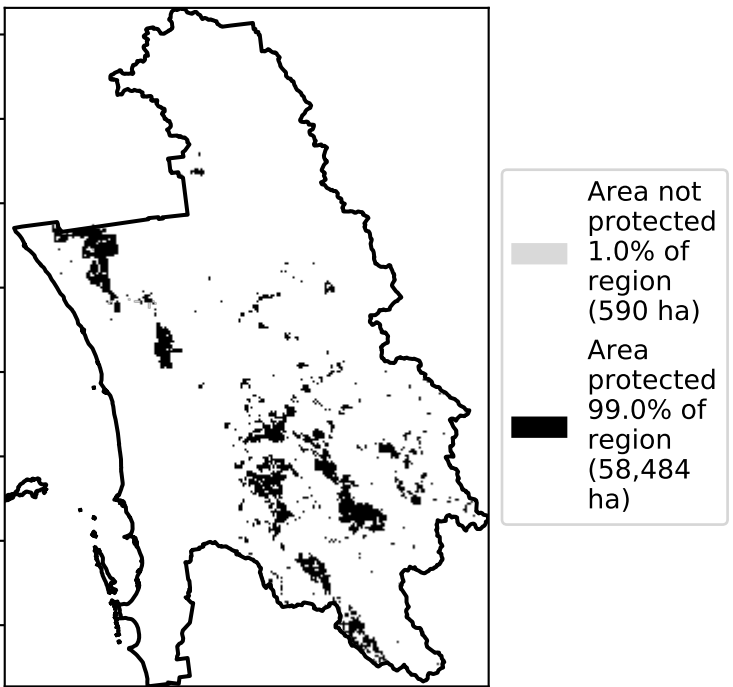 Area not
protected
1.0% of
region
(590 ha)
Area
protected
99.0% of
region
(58,484
ha)